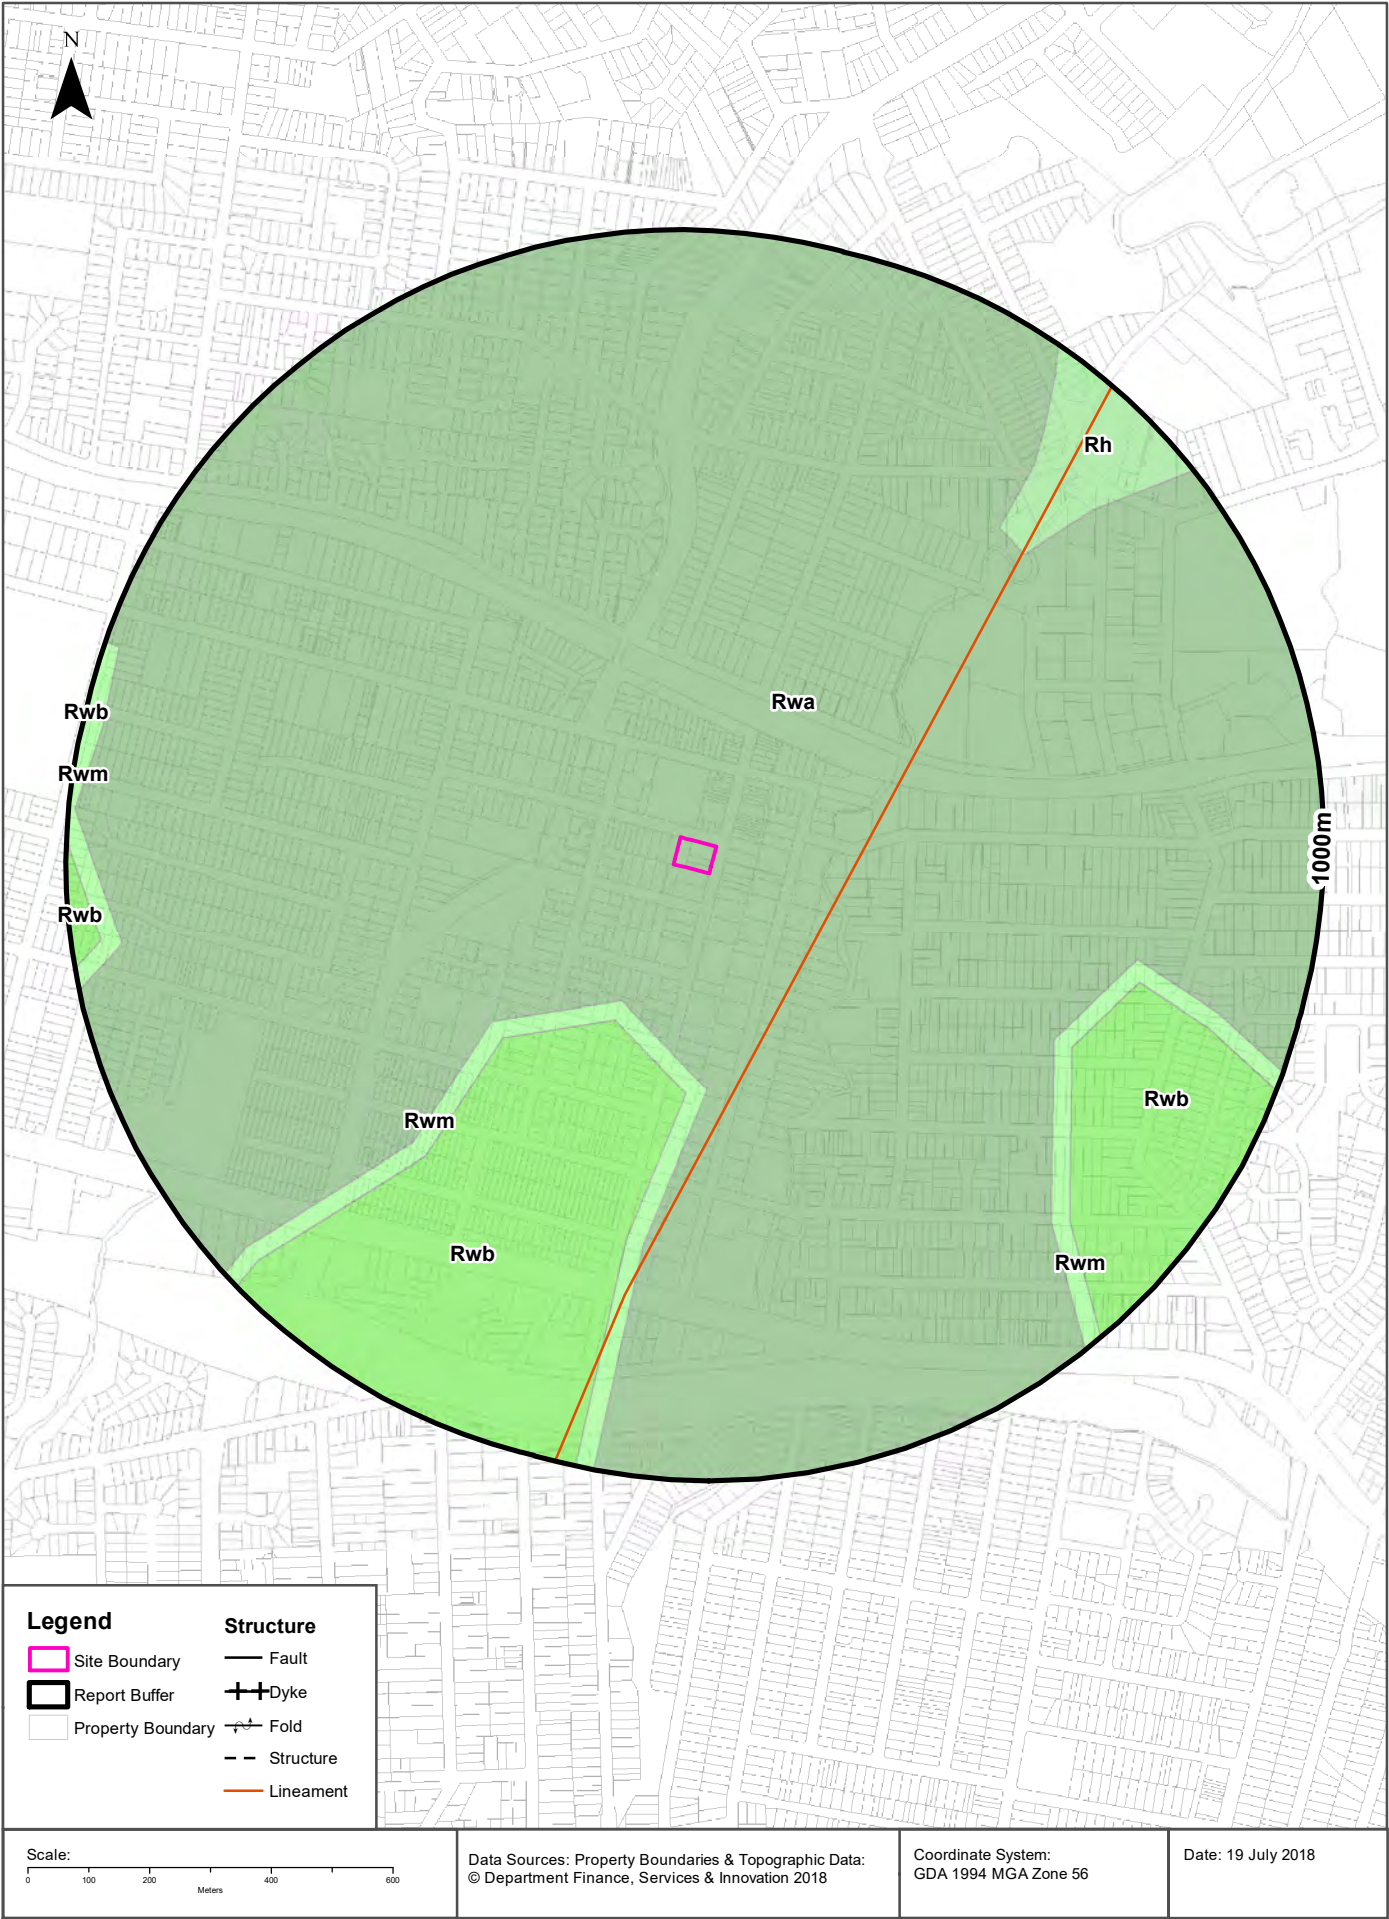 N
Rh
Rwa
Rwb
Rwm
1000m
Rwb
Rwb
Rwm
Rwb
Rwm
Legend
Site Boundary
Report Buffer
Property Boundary
Structure
Fault
Dyke
Fold
Structure
Lineament
Scale:
0 100 200 400 600
Meters
Data Sources: Property Boundaries & Topographic Data:
© Department Finance, Services & Innovation 2018
Coordinate System:
GDA 1994 MGA Zone 56
Date: 19 July 2018